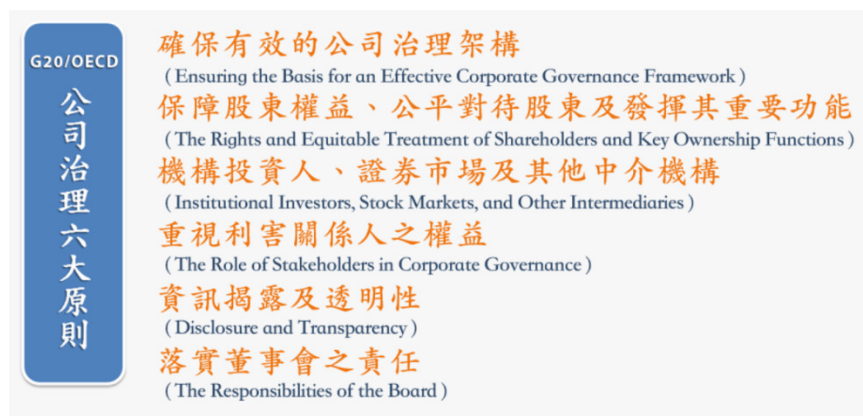 G20/OECD
公司治理六大原則
確保有效的公司治理架構
(Ensuring the Basis for an Effective Corporate Governance Framework)
保障股東權益、公平對待股東及發揮其重要功能
(The Rights and Equitable Treatment of Shareholders and Key Ownership Functions)
機構投資人、證券市場及其他中介機構
(Institutional Investors, Stock Markets, and Other Intermediaries)
重視利害關係人之權益
(The Role of Stakeholders in Corporate Governance)
資訊揭露及透明性
(Disclosure and Transparency)
落實董事會之責任
(The Responsibilities of the Board)